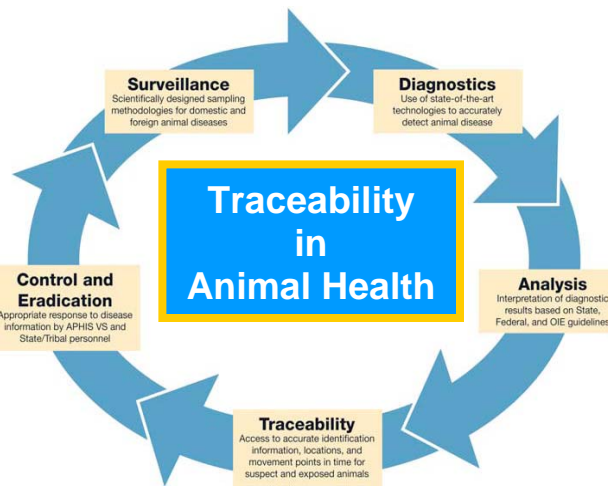 Surveillance
Scientifically designed sampling
methodologies for domestic and
foreign animal diseases
Diagnostics
Use of state-of-the-art
technologies to accurately
detect animal disease
Traceability
in
Animal Health
Analysis
Interpretation of diagnostic
results based on State,
Federal, and OIE guidelines
Traceability
Access to accurate identification
information, locations, and
movement points in time for
suspect and exposed animals
Control and
Eradication
Appropriate response to disease
information by APHIS VS and
State/Tribal personnel